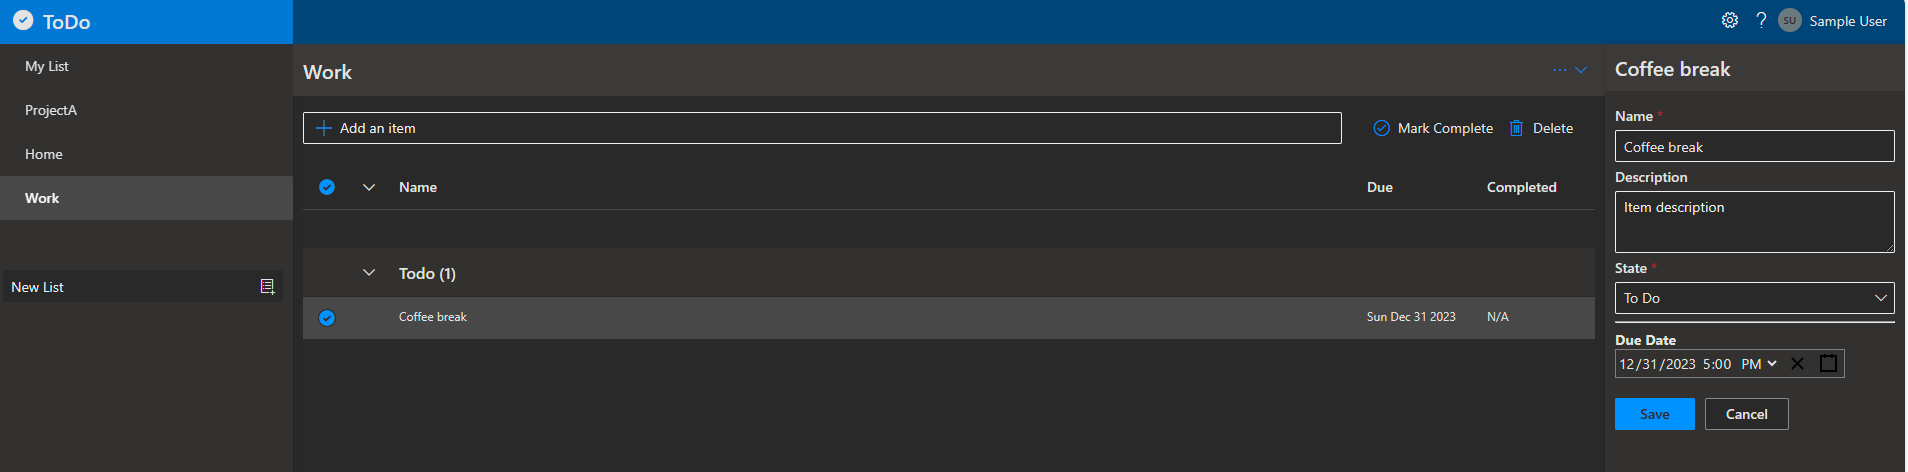 ToDo
SU Sample User
My List
ProjectA
Home
Work
New List
Work
Add an item
Mark Complete
Delete
Name Due Completed
Todo (1)
Coffee break Sun Dec 31 2023 N/A
Coffee break
Name *
Coffee break
Description
Item description
State *
To Do
Due Date
12/31/2023 5:00 PM
Save Cancel